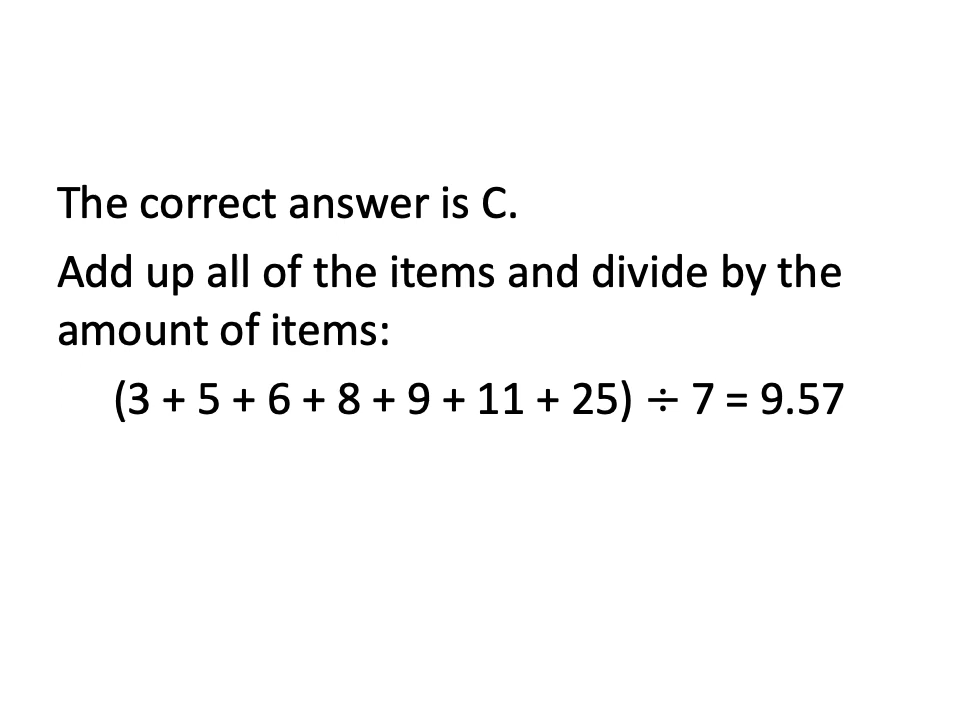 The correct answer is C.
Add up all of the items and divide by the
amount of items:
(3 + 5 + 6 + 8 + 9 + 11 + 25) ÷ 7 = 9.57